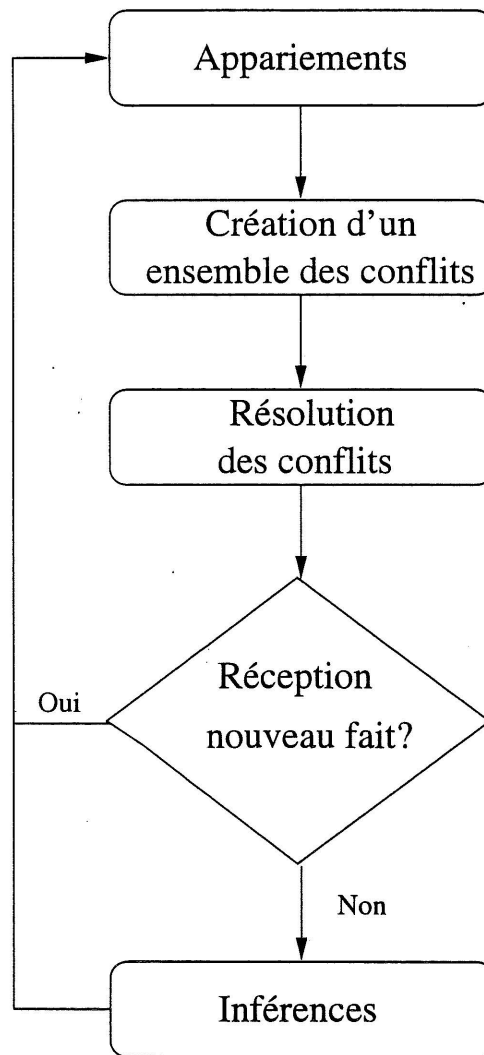 Appariements
Création d'un
ensemble des conflits
Résolution
des conflits
Réception
nouveau fait?
Oui
Non
Inférences